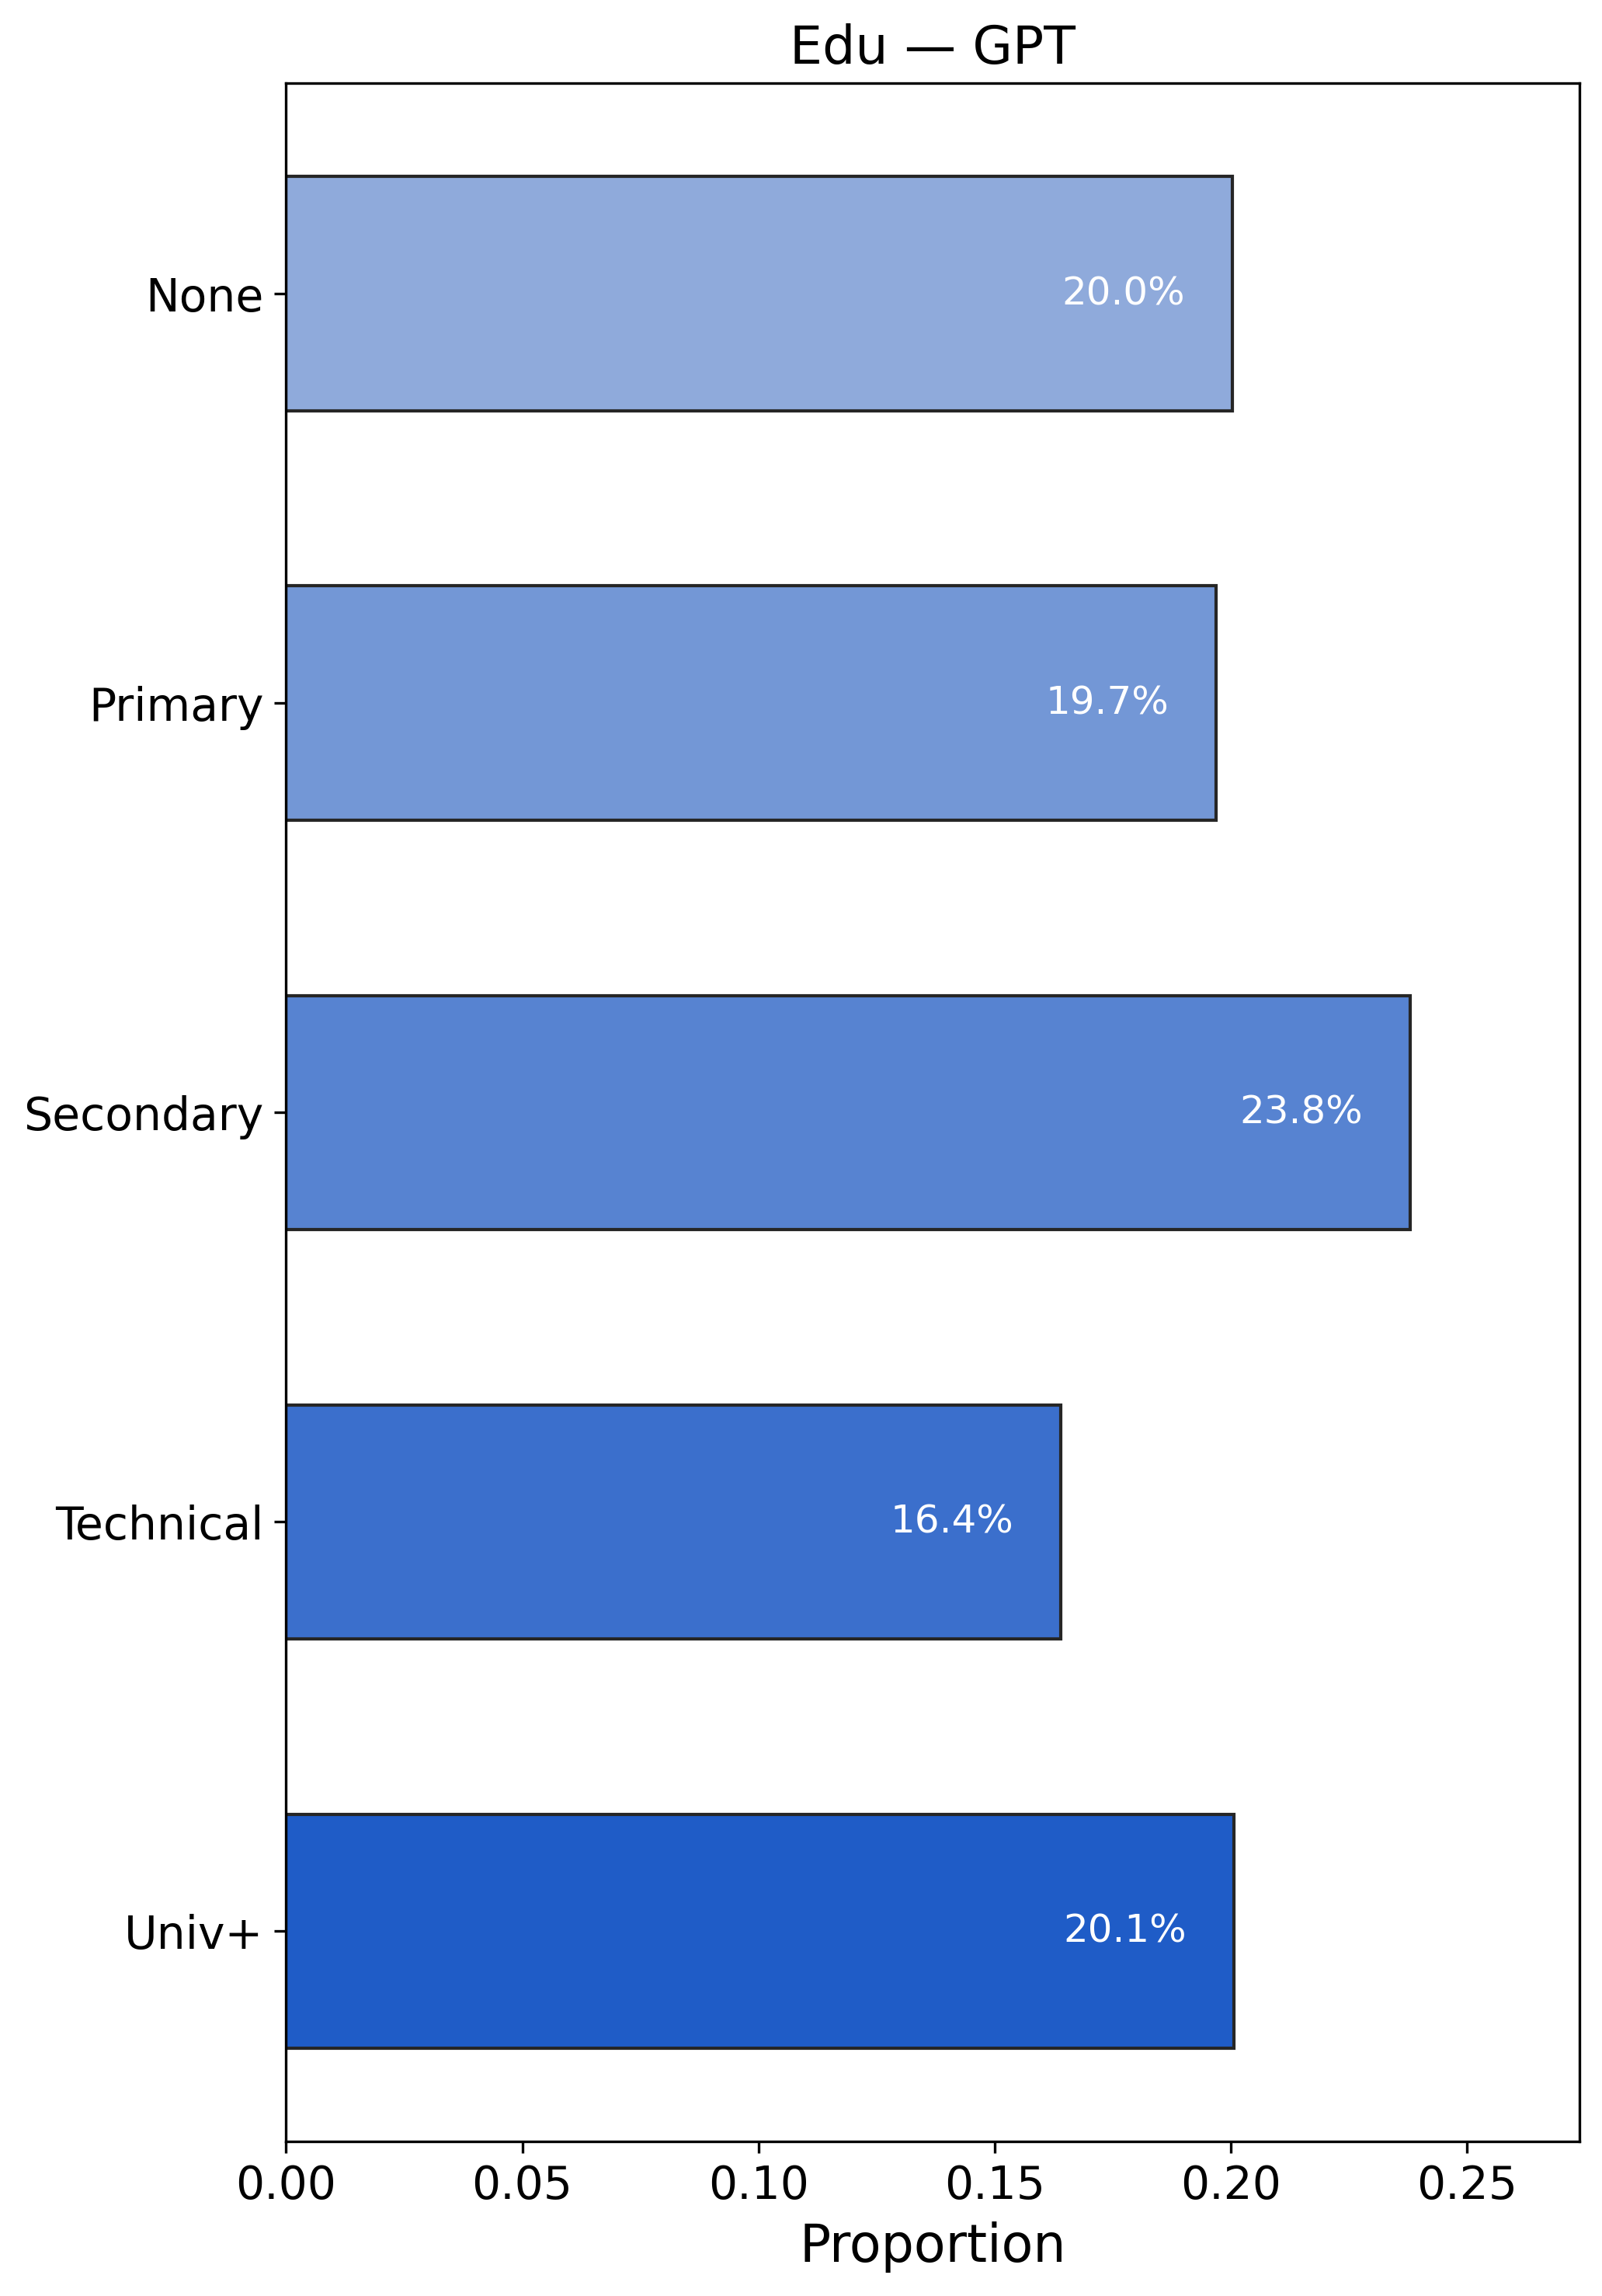 Edu — GPT
None
20.0%
Primary
19.7%
Secondary
23.8%
Technical
16.4%
Univ+
20.1%
0.00 0.05 0.10 0.15 0.20 0.25
Proportion